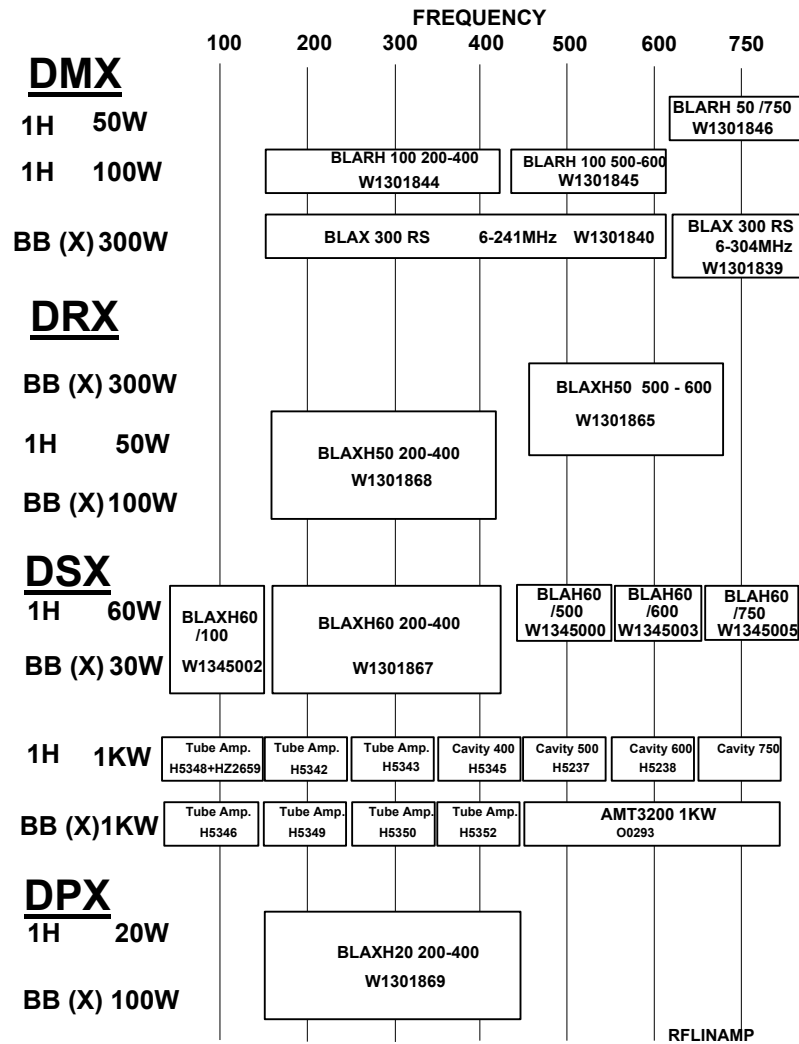 FREQUENCY
100 200 300 400 500 600 750
DMX
1H 50W
BLARH 50 /750
W1301846
1H 100W
BLARH 100 200-400
W1301844
BLARH 100 500-600
W1301845
BB (X) 300W
BLAX 300 RS 6-241MHz W1301840
BLAX 300 RS
6-304MHz
W1301839
DRX
BB (X) 300W
BLAXH50 500 - 600
W1301865
1H 50W
BLAXH50 200-400
W1301868
BB (X) 100W
DSX
1H 60W
BB (X) 30W
BLAXH60
/100
W1345002
BLAXH60 200-400
W1301867
BLAH60
/500
W1345000
BLAH60
/600
W1345003
BLAH60
/750
W1345005
1H 1KW
Tube Amp.
H5348+HZ2659
Tube Amp.
H5342
Tube Amp.
H5343
Cavity 400
H5345
Cavity 500
H5237
Cavity 600
H5238
Cavity 750
BB (X)1KW
Tube Amp.
H5346
Tube Amp.
H5349
Tube Amp.
H5350
Tube Amp.
H5352
AMT3200 1KW
O0293
DPX
1H 20W
BLAXH20 200-400
W1301869
BB (X) 100W
RFLINAMP